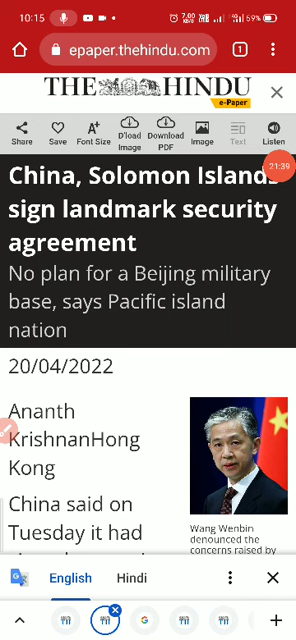 10:15
7.00
KB/S
59%
epaper.thehindu.com
1
THE HINDU
e-Paper
Share
Save
Font Size
D'load Image
Download PDF
Image
Text
Listen
21:39
China, Solomon Islands
sign landmark security
agreement
No plan for a Beijing military
base, says Pacific island
nation
20/04/2022
Ananth
KrishnanHong
Kong
China said on
Tuesday it had
Wang Wenbin
denounced the
concerns raised by
English
Hindi